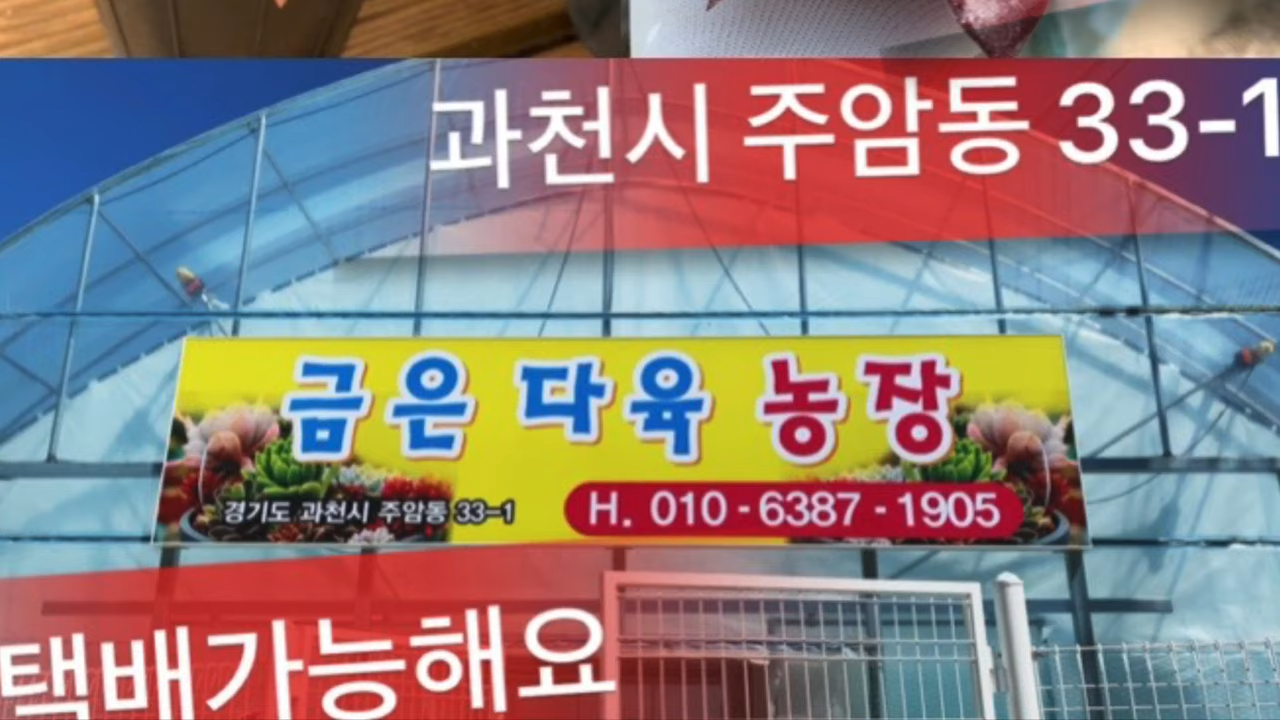 과천시 주암동 33-1
금은 다육 농장
경기도 과천시 주암동 33-1
H. 010-6387-1905
택배가능해요